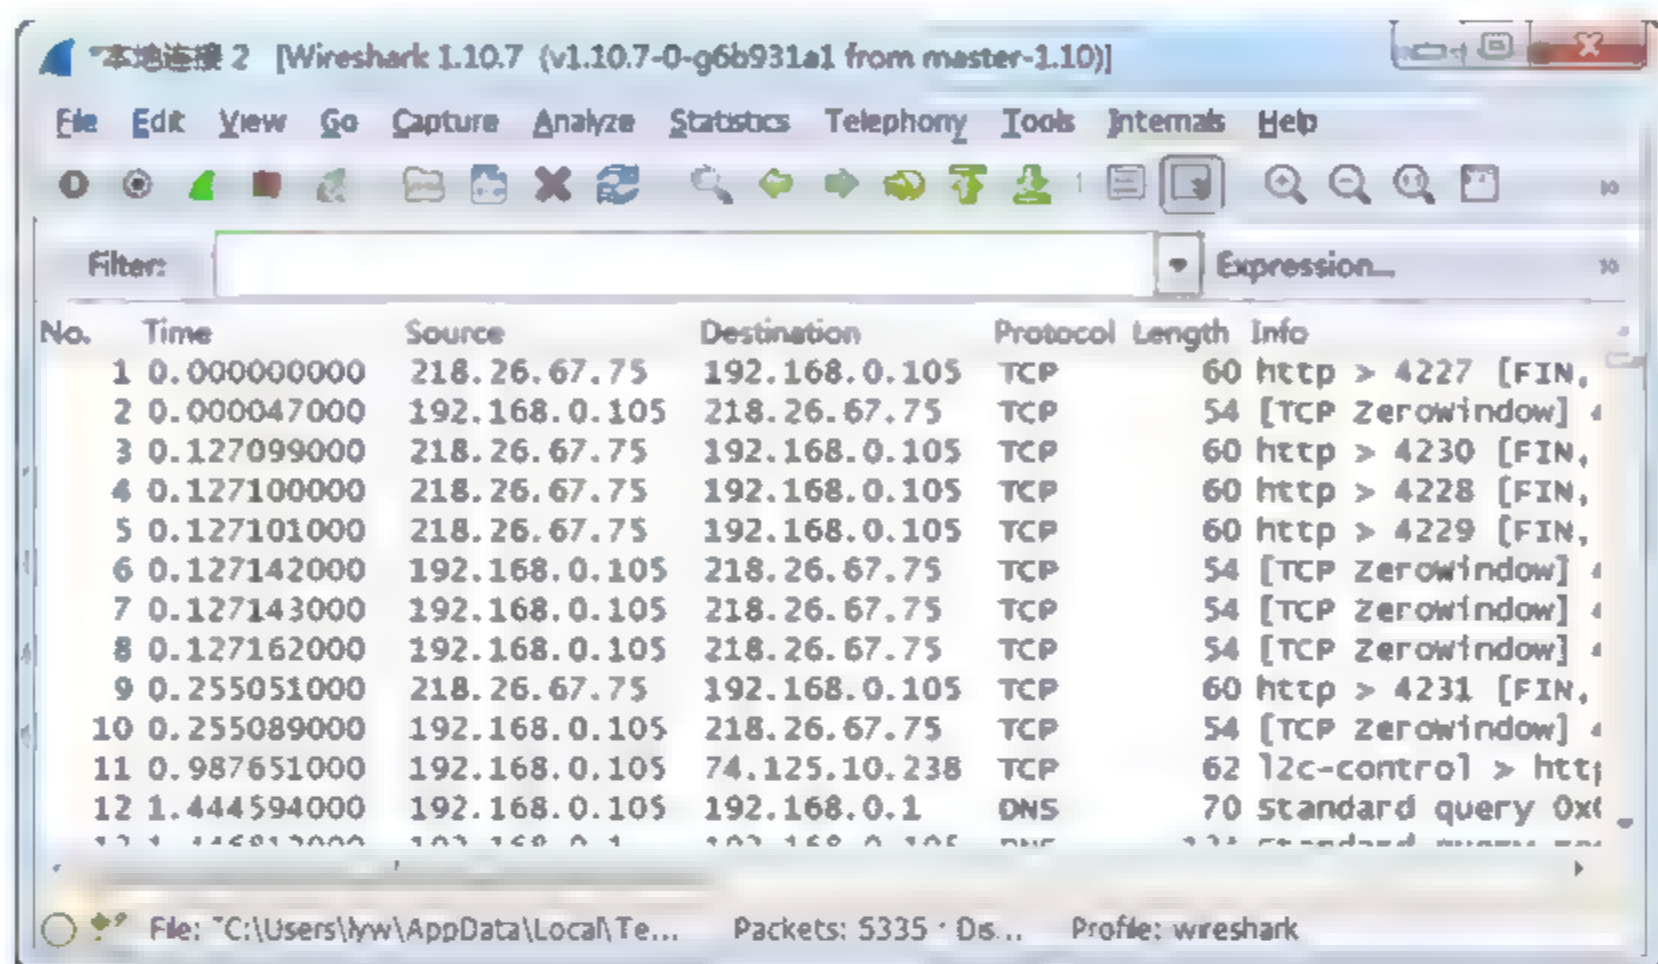 *本地连接 2 [Wireshark 1.10.7 (v1.10.7-0-g6b931a1 from master-1.10)]
File Edit View Go Capture Analyze Statistics Telephony Tools Internals Help
Filter: Expression...
No. Time Source Destination Protocol Length Info
1 0.000000000 218.26.67.75 192.168.0.105 TCP 60 http > 4227 [FIN,
2 0.000047000 192.168.0.105 218.26.67.75 TCP 54 [TCP ZeroWindow]
3 0.127099000 218.26.67.75 192.168.0.105 TCP 60 http > 4230 [FIN,
4 0.127100000 218.26.67.75 192.168.0.105 TCP 60 http > 4228 [FIN,
5 0.127101000 218.26.67.75 192.168.0.105 TCP 60 http > 4229 [FIN,
6 0.127142000 192.168.0.105 218.26.67.75 TCP 54 [TCP ZeroWindow]
7 0.127143000 192.168.0.105 218.26.67.75 TCP 54 [TCP ZeroWindow]
8 0.127162000 192.168.0.105 218.26.67.75 TCP 54 [TCP ZeroWindow]
9 0.255051000 218.26.67.75 192.168.0.105 TCP 60 http > 4231 [FIN,
10 0.255089000 192.168.0.105 218.26.67.75 TCP 54 [TCP ZeroWindow]
11 0.987651000 192.168.0.105 74.125.10.238 TCP 62 l2c-control > htt
12 1.444594000 192.168.0.105 192.168.0.1 DNS 70 Standard query 0x
File: "C:\Users\lyw\AppData\Local\Te... Packets: 5335 · Dis... Profile: wireshark